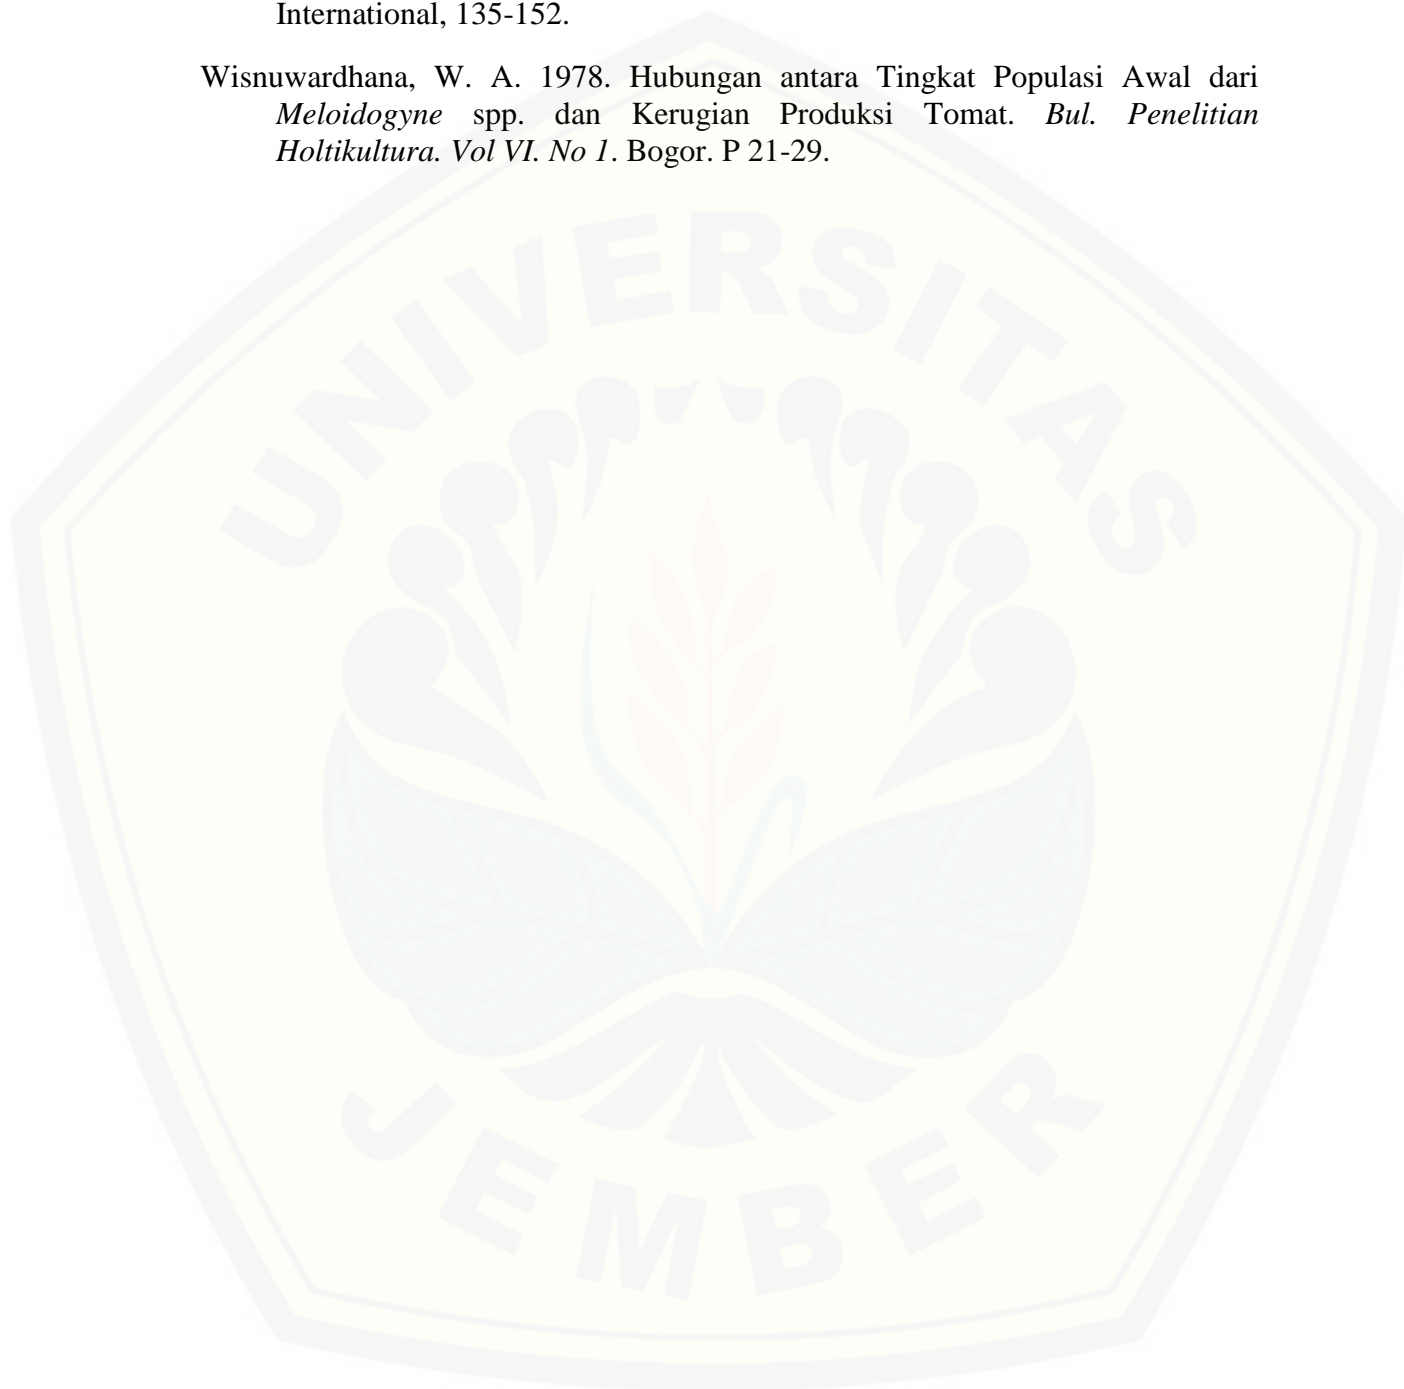 International, 135-152.
Wisnuwardhana, W. A. 1978. Hubungan antara Tingkat Populasi Awal dari
Meloidogyne spp. dan Kerugian Produksi Tomat. Bul. Penelitian
Holtikultura. Vol VI. No 1. Bogor. P 21-29.
UNIVERSITAS
JEMBER